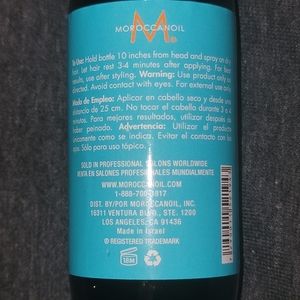 M
MOROCCANOIL
To Use: Hold bottle 10 inches from head and spray on dry
hair. Let hair rest 3-4 minutes after applying. For best
results, use after styling. Warning: Use product only as
directed. Avoid contact with eyes. For external use only.
Modo de Empleo: Aplicar en cabello seco y desde una
distancia de 25 cm. No tocar el cabello durante 3 a 4
minutos. Para mejores resultados, utilizar después de
haber peinado. Advertencia: Utilizar el producto
únicamente como se indica. Evitar el contacto con los
ojos. Sólo para uso tópico.
SOLD IN PROFESSIONAL SALONS WORLDWIDE
VENTA EN SALONES PROFESIONALES MUNDIALMENTE
WWW.MOROCCANOIL.COM
DIST. BY/POR MOROCCANOIL, INC.
16311 VENTURA BLVD., STE. 1200
LOS ANGELES, CA 91436
Made in Israel
® REGISTERED TRADEMARK
18M